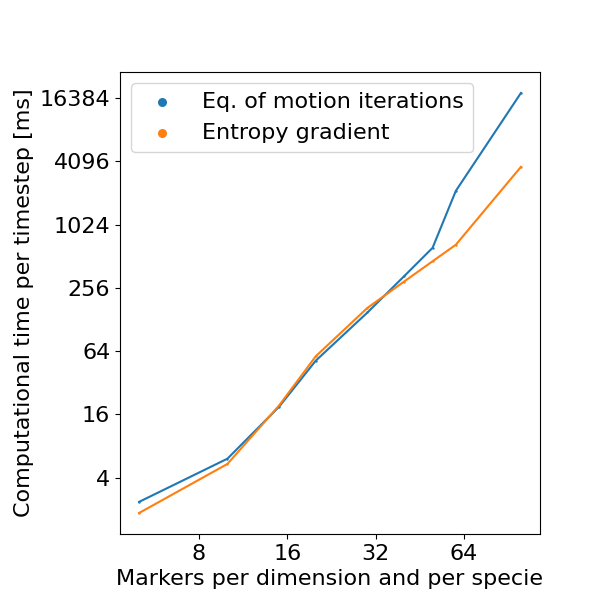 Eq. of motion iterations
Entropy gradient
Computational time per timestep [ms]
16384
4096
1024
256
64
16
4
8 16 32 64
Markers per dimension and per specie